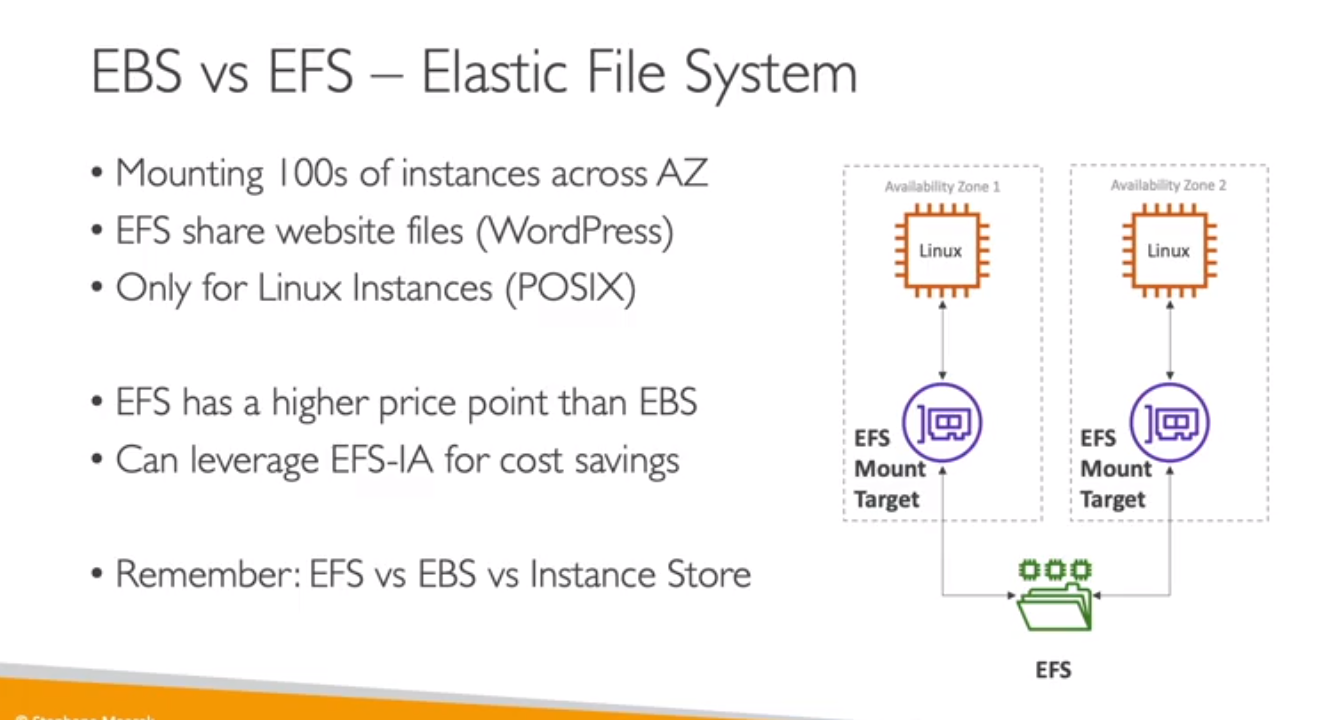 EBS vs EFS – Elastic File System
• Mounting 100s of instances across AZ
• EFS share website files (WordPress)
• Only for Linux Instances (POSIX)
• EFS has a higher price point than EBS
• Can leverage EFS-IA for cost savings
• Remember: EFS vs EBS vs Instance Store
Availability Zone 1
Linux
EFS
Mount
Target
Availability Zone 2
Linux
EFS
Mount
Target
EFS